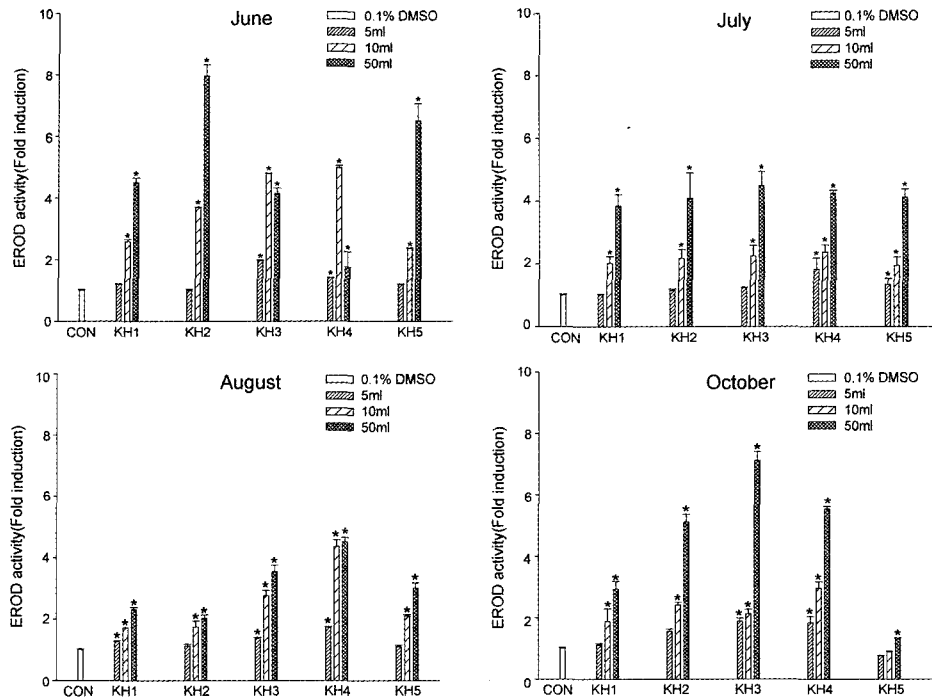 June
0.1% DMSO
5ml
10ml
50ml
EROD activity(Fold induction)
10
8
6
4
2
0
* * * * * * * * * * * *
CON KH1 KH2 KH3 KH4 KH5
July
0.1% DMSO
5ml
10ml
50ml
EROD activity(Fold induction)
10
8
6
4
2
0
* * * * * * * * * * * *
CON KH1 KH2 KH3 KH4 KH5
August
0.1% DMSO
5ml
10ml
50ml
EROD activity(Fold induction)
10
8
6
4
2
0
* * * * * * * * * * * * *
CON KH1 KH2 KH3 KH4 KH5
October
0.1% DMSO
5ml
10ml
50ml
EROD activity(Fold induction)
10
8
6
4
2
0
* * * * * * * * * * *
CON KH1 KH2 KH3 KH4 KH5